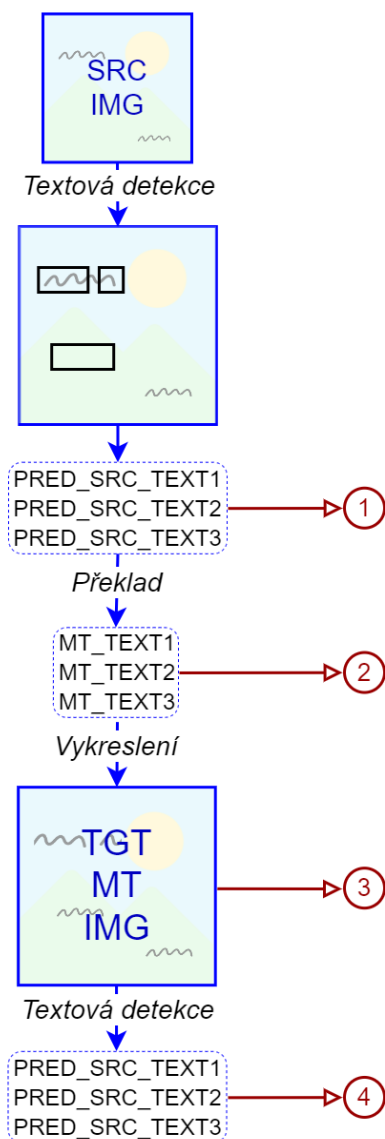 SRC
IMG
Textová detekce
PRED_SRC_TEXT1
PRED_SRC_TEXT2
PRED_SRC_TEXT3
1
Překlad
MT_TEXT1
MT_TEXT2
MT_TEXT3
2
Vykreslení
TGT
MT
IMG
3
Textová detekce
PRED_SRC_TEXT1
PRED_SRC_TEXT2
PRED_SRC_TEXT3
4